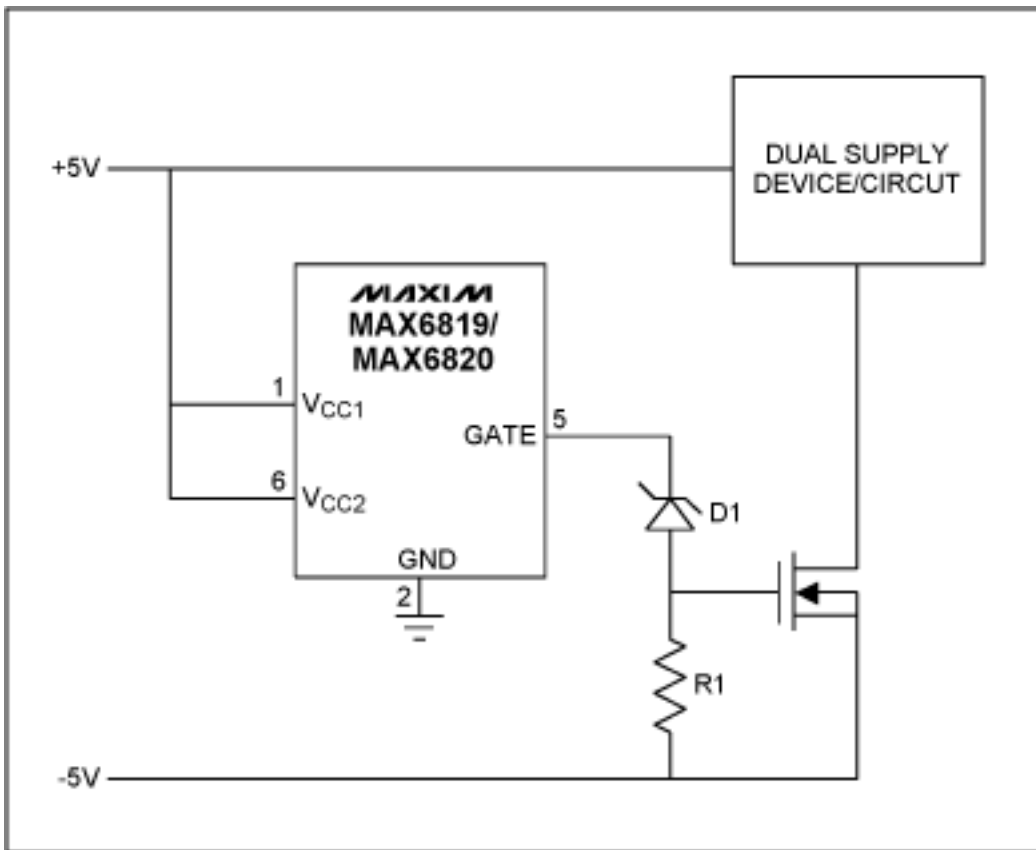 DUAL SUPPLY
DEVICE/CIRCUT
+5V
MAXIM
MAX6819/
MAX6820
1
VCC1
GATE
5
6
VCC2
D1
GND
2
R1
-5V